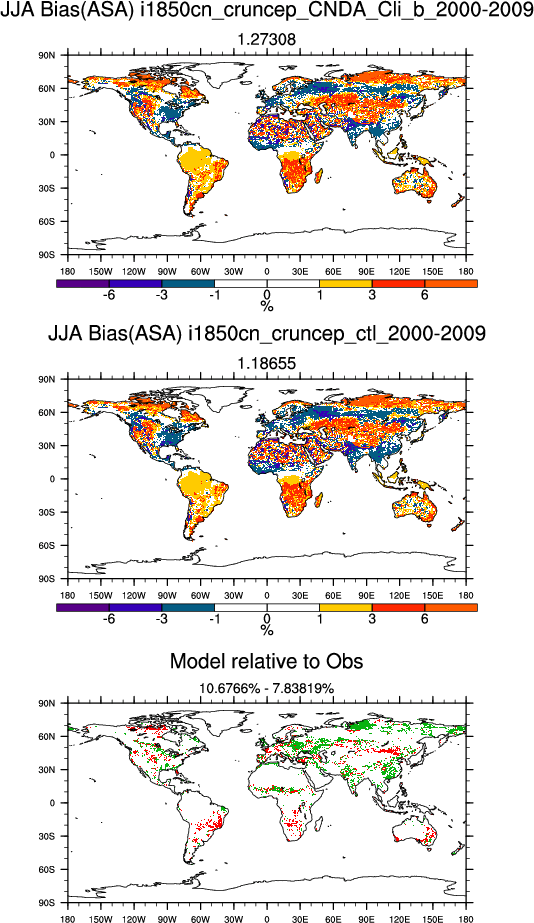 JJA Bias(ASA) i1850cn_cruncep_CNDA_Cli_b_2000-2009
1.27308
90N
60N
30N
0
30S
60S
90S
180 150W 120W 90W 60W 30W 0 30E 60E 90E 120E 150E 180
-6 -3 -1 0 1 3 6
%
JJA Bias(ASA) i1850cn_cruncep_ctl_2000-2009
1.18655
90N
60N
30N
0
30S
60S
90S
180 150W 120W 90W 60W 30W 0 30E 60E 90E 120E 150E 180
-6 -3 -1 0 1 3 6
%
Model relative to Obs
10.6766% - 7.83819%
90N
60N
30N
0
30S
60S
90S
180 150W 120W 90W 60W 30W 0 30E 60E 90E 120E 150E 180